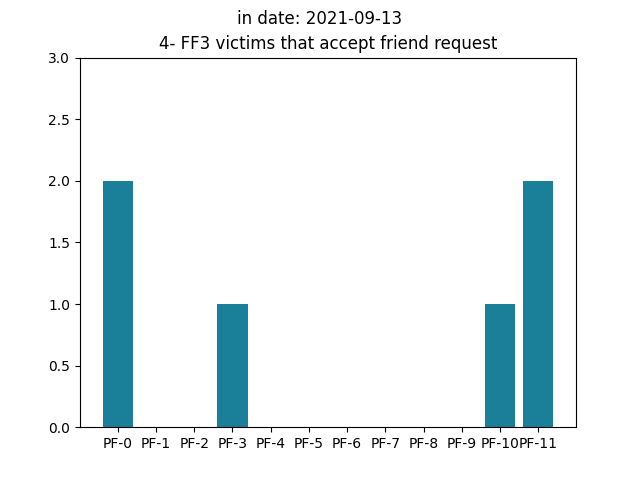 in date: 2021-09-13
4- FF3 victims that accept friend request
3.0
2.5
2.0
1.5
1.0
0.5
0.0
PF-0 PF-1 PF-2 PF-3 PF-4 PF-5 PF-6 PF-7 PF-8 PF-9 PF-10 PF-11